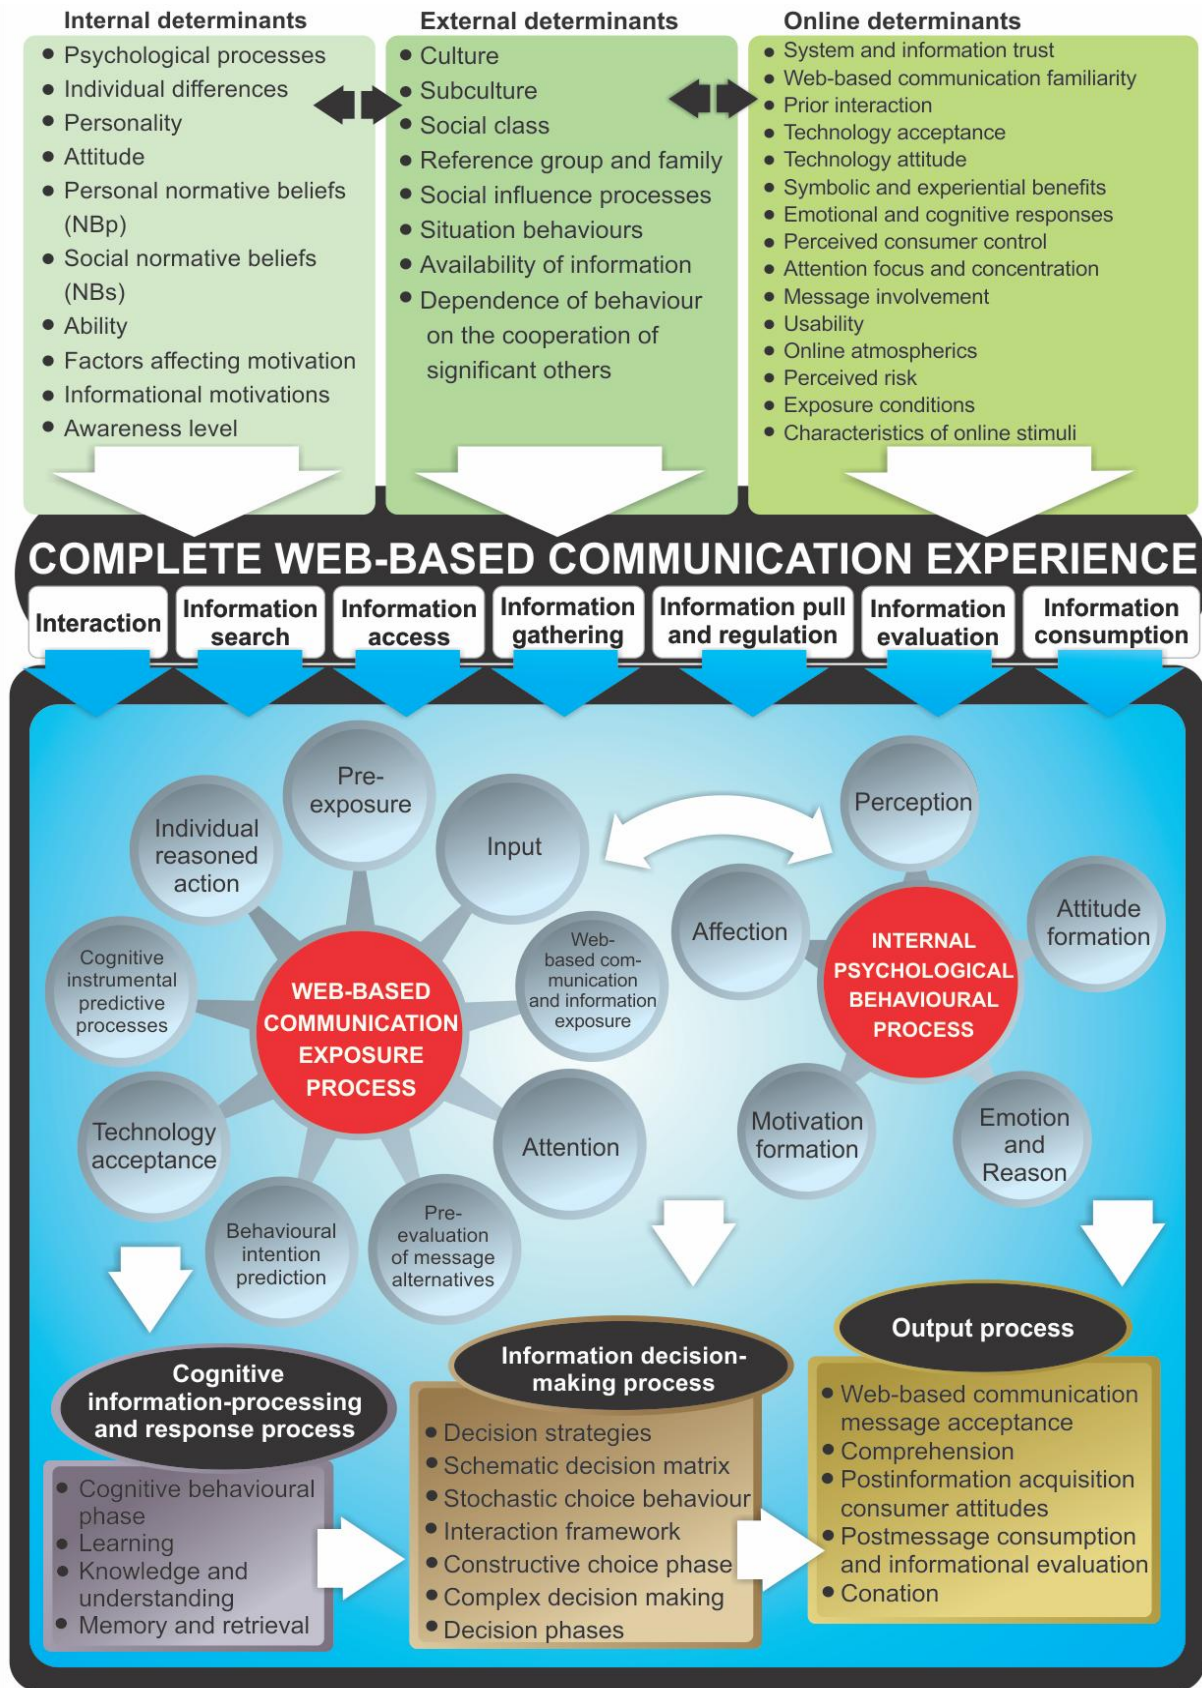 Internal determinants
• Psychological processes
• Individual differences
• Personality
• Attitude
• Personal normative beliefs
(NBp)
• Social normative beliefs
(NBs)
• Ability
• Factors affecting motivation
• Informational motivations
• Awareness level
External determinants
• Culture
• Subculture
• Social class
• Reference group and family
• Social influence processes
• Situation behaviours
• Availability of information
• Dependence of behaviour
on the cooperation of
significant others
Online determinants
• System and information trust
• Web-based communication familiarity
• Prior interaction
• Technology acceptance
• Technology attitude
• Symbolic and experiential benefits
• Emotional and cognitive responses
• Perceived consumer control
• Attention focus and concentration
• Message involvement
• Usability
• Online atmospherics
• Perceived risk
• Exposure conditions
• Characteristics of online stimuli
COMPLETE WEB-BASED COMMUNICATION EXPERIENCE
Interaction
Information
search
Information
access
Information
gathering
Information pull
and regulation
Information
evaluation
Information
consumption
Pre-
exposure
Input
Web-
based com-
munication
and information
exposure
Attention
Pre-
evaluation
of message
alternatives
Behavioural
intention
prediction
Technology
acceptance
Cognitive
instrumental
predictive
processes
Individual
reasoned
action
WEB-BASED
COMMUNICATION
EXPOSURE
PROCESS
Perception
Attitude
formation
Emotion
and
Reason
Motivation
formation
Affection
INTERNAL
PSYCHOLOGICAL
BEHAVIOURAL
PROCESS
Cognitive
information-processing
and response process
• Cognitive behavioural
phase
• Learning
• Knowledge and
understanding
• Memory and retrieval
Information decision-
making process
• Decision strategies
• Schematic decision matrix
• Stochastic choice behaviour
• Interaction framework
• Constructive choice phase
• Complex decision making
• Decision phases
Output process
• Web-based communication
message acceptance
• Comprehension
• Postinformation acquisition
consumer attitudes
• Postmessage consumption
and informational evaluation
• Conation